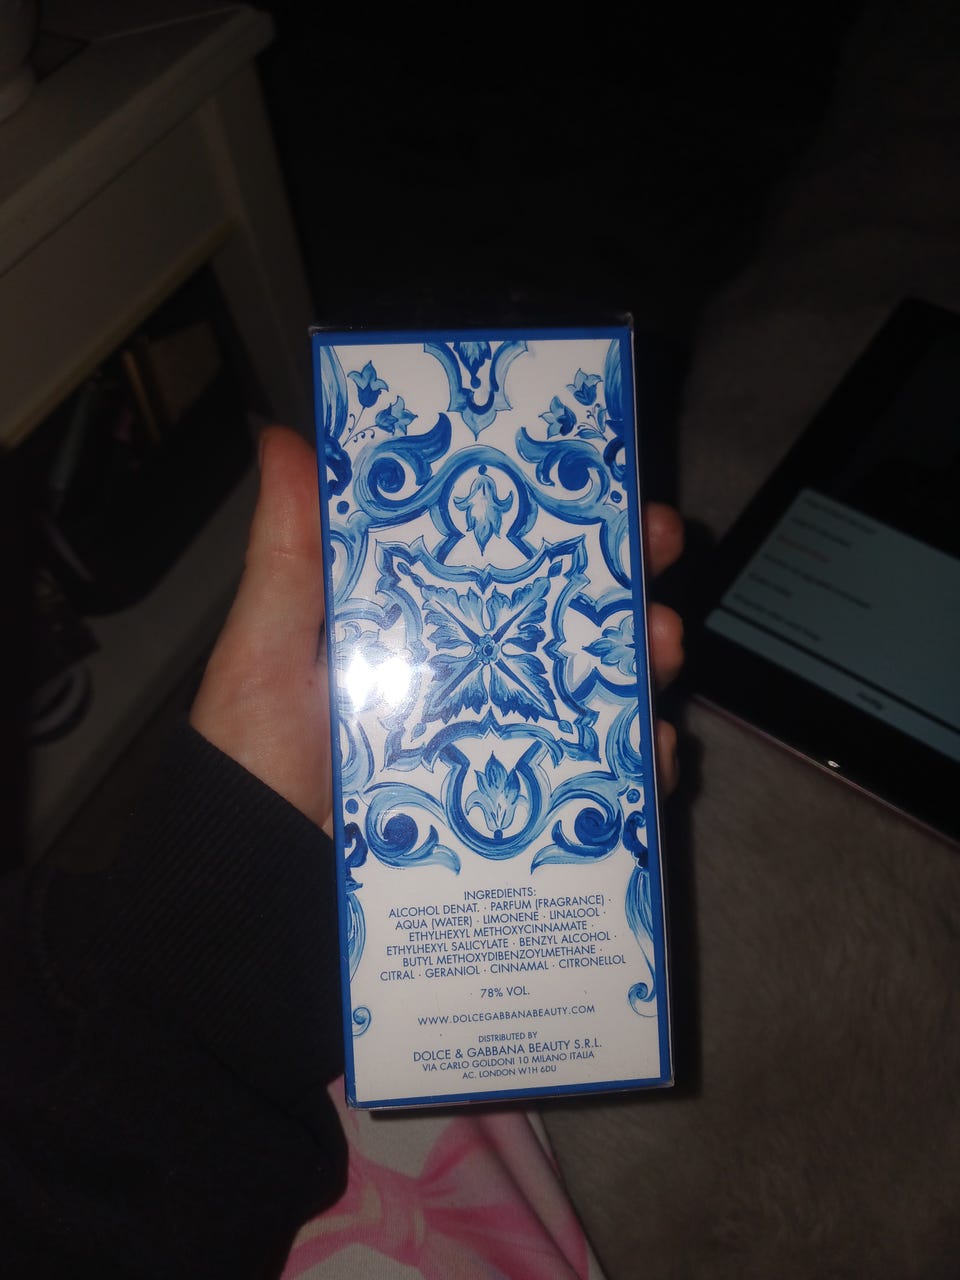 INGREDIENTS:
ALCOHOL DENAT. · PARFUM (FRAGRANCE) ·
AQUA (WATER) · LIMONENE · LINALOOL ·
ETHYLHEXYL METHOXYCINNAMATE ·
ETHYLHEXYL SALICYLATE · BENZYL ALCOHOL ·
BUTYL METHOXYDIBENZOYLMETHANE ·
CITRAL · GERANIOL · CINNAMAL · CITRONELLOL
78% VOL.
WWW.DOLCEGABBANABEAUTY.COM
DISTRIBUTED BY
DOLCE & GABBANA BEAUTY S.R.L.
VIA CARLO GOLDONI 10 MILANO ITALIA
AC. LONDON W1H 6DU